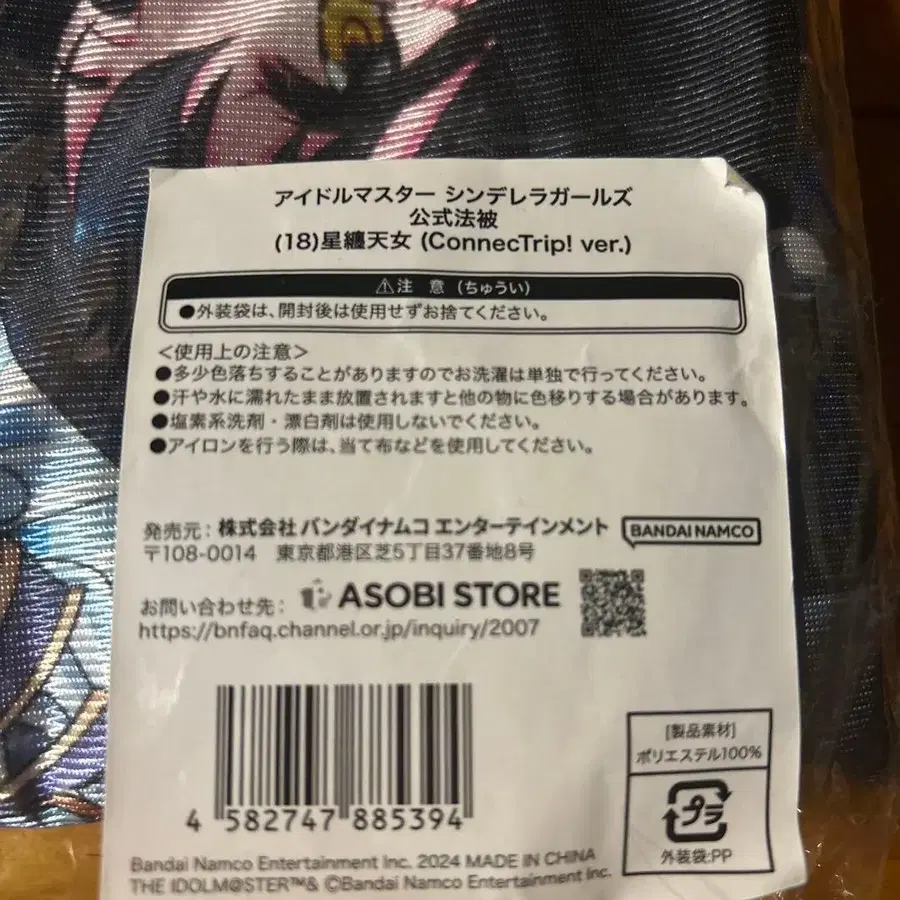 アイドルマスター シンデレラガールズ
公式法被
(18)星纏天女 (ConnecTrip! ver.)
⚠注 意 (ちゅうい)
●外装袋は、開封後は使用せずお捨てください。
＜使用上の注意＞
●多少色落ちすることがありますのでお洗濯は単独で行ってください。
●汗や水に濡れたまま放置されますと他の物に色移りする場合があります。
●塩素系洗剤・漂白剤は使用しないでください。
●アイロンを行う際は、当て布などを使用してください。
発売元：株式会社 バンダイナムコ エンターテインメント BANDAI NAMCO
〒108-0014 東京都港区芝5丁目37番地8号
お問い合わせ先： ASOBI STORE
https://bnfaq.channel.or.jp/inquiry/2007
4 582747 885394
[製品素材]
ポリエステル100%
プラ
外装袋:PP
Bandai Namco Entertainment Inc. 2024 MADE IN CHINA
THE IDOLM@STER™& ©Bandai Namco Entertainment Inc.